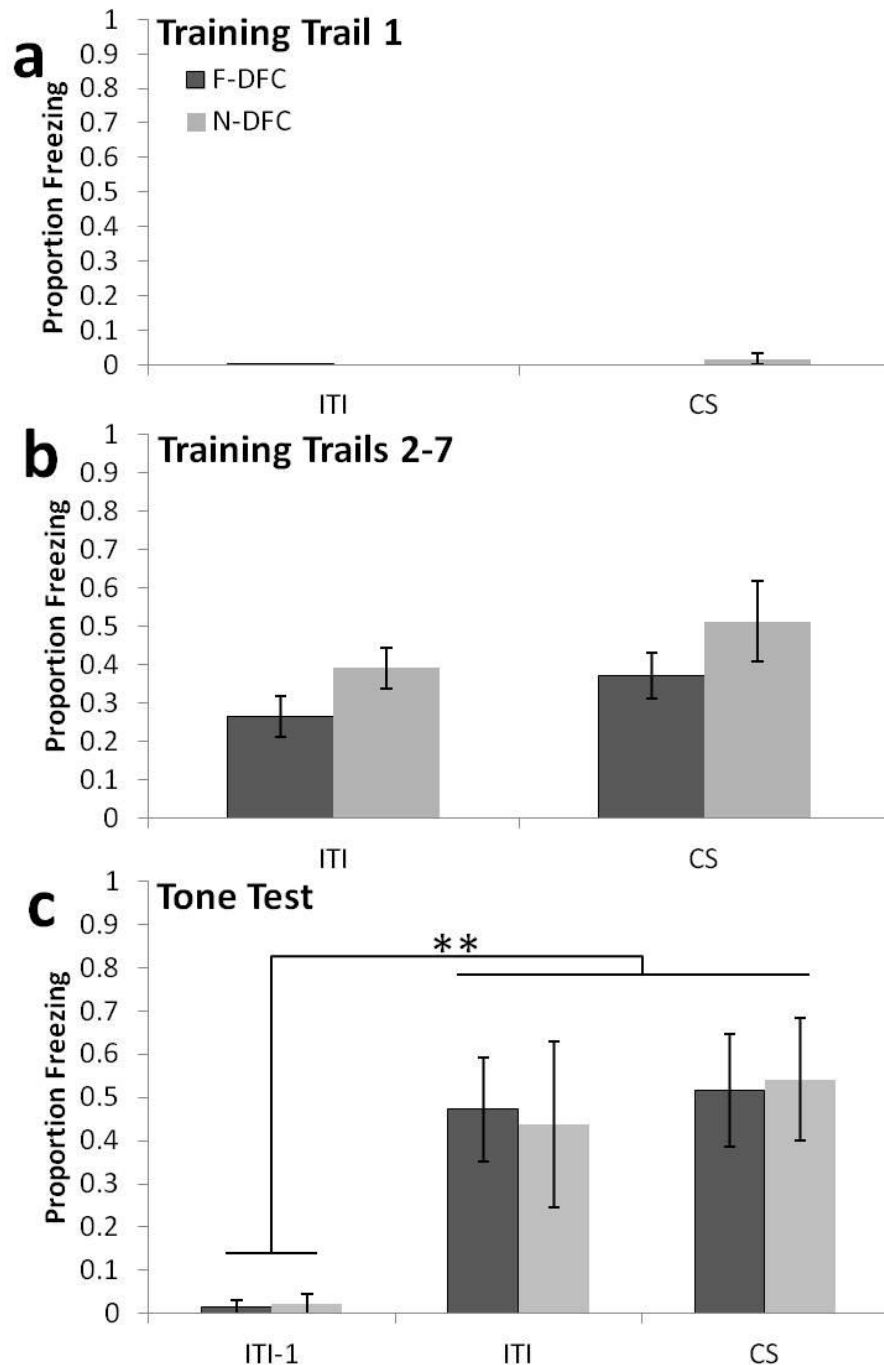 a
Training Trail 1
F-DFC
N-DFC
Proportion Freezing
1
0.9
0.8
0.7
0.6
0.5
0.4
0.3
0.2
0.1
0
ITI CS
b
Training Trails 2-7
Proportion Freezing
1
0.9
0.8
0.7
0.6
0.5
0.4
0.3
0.2
0.1
0
ITI CS
c
Tone Test
**
Proportion Freezing
1
0.9
0.8
0.7
0.6
0.5
0.4
0.3
0.2
0.1
0
ITI-1 ITI CS